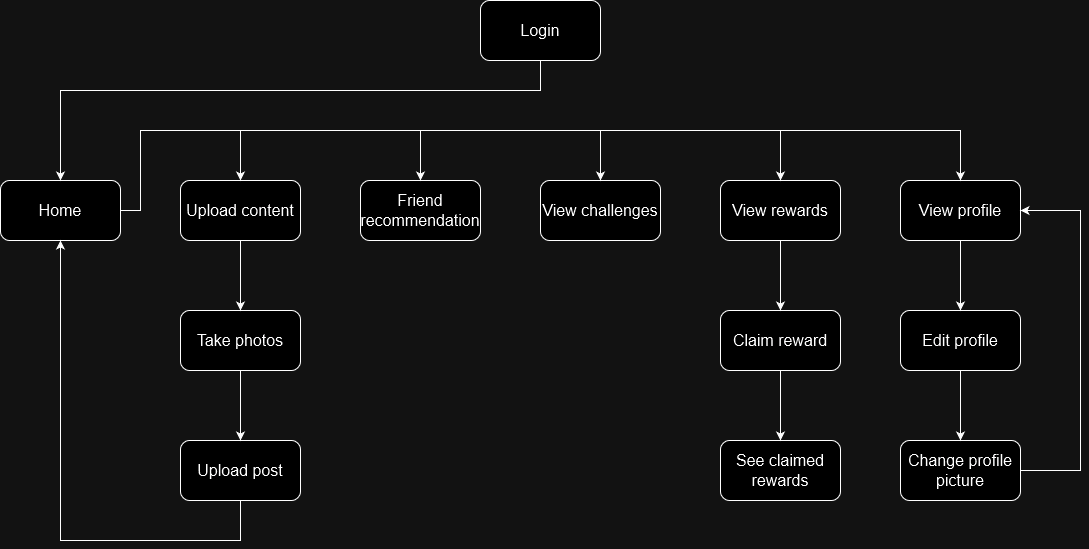 Login
Home
Upload content
Friend
recommendation
View challenges
View rewards
View profile
Take photos
Claim reward
Edit profile
Upload post
See claimed
rewards
Change profile
picture